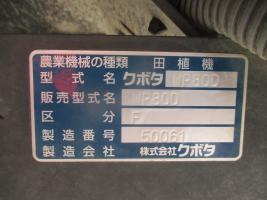 農業機械の種類 田植機
型式名 クボタ MP80D
販売型式名 MP80D
区分 F
製造番号 50061
製造会社 株式会社クボタ